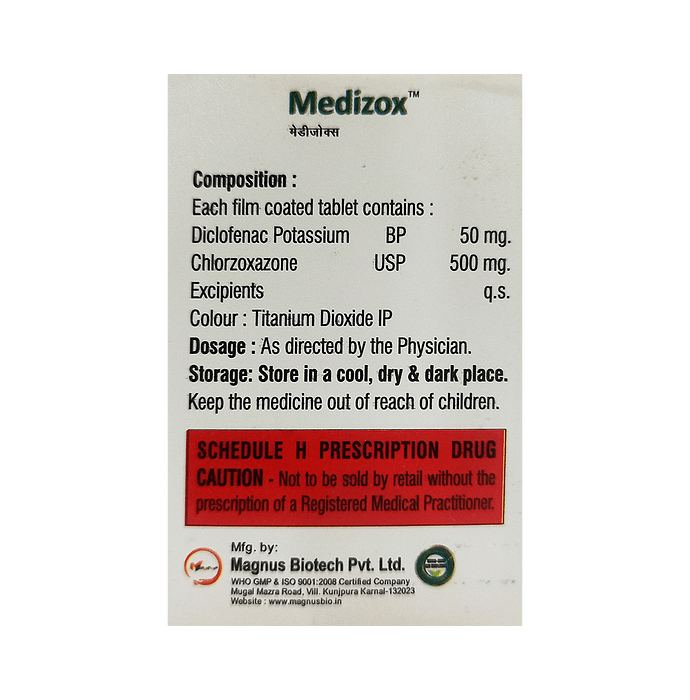 Medizox™
मेडीजोक्स
Composition :
Each film coated tablet contains :
Diclofenac Potassium BP 50 mg.
Chlorzoxazone USP 500 mg.
Excipients q.s.
Colour : Titanium Dioxide IP
Dosage : As directed by the Physician.
Storage: Store in a cool, dry & dark place.
Keep the medicine out of reach of children.
SCHEDULE H PRESCRIPTION DRUG
CAUTION - Not to be sold by retail without the
prescription of a Registered Medical Practitioner.
Mfg. by:
Magnus Biotech Pvt. Ltd.
WHO GMP & ISO 9001:2008 Certified Company
Mugal Mazra Road, Vill. Kunjpura Karnal-132023
Website : www.magnusbio.in